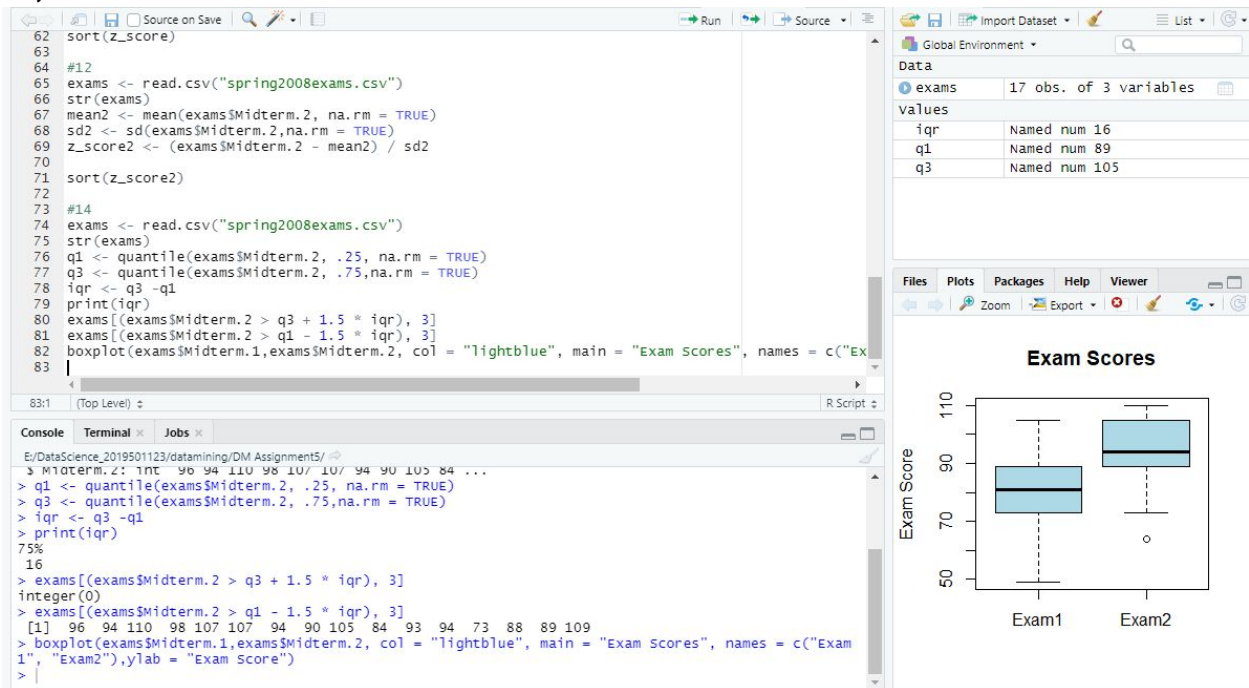 Source on Save
Run
Source
62 sort(z_score)
63
64 #12
65 exams <- read.csv("spring2008exams.csv")
66 str(exams)
67 mean2 <- mean(exams$Midterm.2, na.rm = TRUE)
68 sd2 <- sd(exams$Midterm.2,na.rm = TRUE)
69 z_score2 <- (exams$Midterm.2 - mean2) / sd2
70
71 sort(z_score2)
72
73 #14
74 exams <- read.csv("spring2008exams.csv")
75 str(exams)
76 q1 <- quantile(exams$Midterm.2, .25, na.rm = TRUE)
77 q3 <- quantile(exams$Midterm.2, .75,na.rm = TRUE)
78 iqr <- q3 -q1
79 print(iqr)
80 exams[(exams$Midterm.2 > q3 + 1.5 * iqr), 3]
81 exams[(exams$Midterm.2 > q1 - 1.5 * iqr), 3]
82 boxplot(exams$Midterm.1,exams$Midterm.2, col = "lightblue", main = "Exam Scores", names = c("Ex
83
83:1 (Top Level) R Script
Console Terminal Jobs
E:/DataScience_2019501123/datamining/DM Assignment5/
$ Midterm.2: int 96 94 110 98 107 107 94 90 105 84 ...
> q1 <- quantile(exams$Midterm.2, .25, na.rm = TRUE)
> q3 <- quantile(exams$Midterm.2, .75,na.rm = TRUE)
> iqr <- q3 -q1
> print(iqr)
75%
16
> exams[(exams$Midterm.2 > q3 + 1.5 * iqr), 3]
integer(0)
> exams[(exams$Midterm.2 > q1 - 1.5 * iqr), 3]
[1] 96 94 110 98 107 107 94 90 105 84 93 94 73 88 89 109
> boxplot(exams$Midterm.1,exams$Midterm.2, col = "lightblue", main = "Exam Scores", names = c("Exam
1", "Exam2"),ylab = "Exam Score")
>
Import Dataset List
Global Environment
Data
exams 17 obs. of 3 variables
Values
iqr Named num 16
q1 Named num 89
q3 Named num 105
Files Plots Packages Help Viewer
Zoom Export
Exam Scores
Exam Score
110
90
70
50
Exam1 Exam2